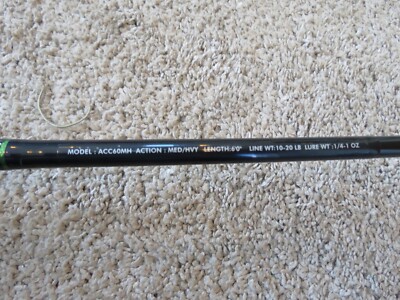 MODEL : ACC60MH ACTION : MED/HVY LENGTH:6'0" LINE WT:10-20 LB LURE WT :1/4-1 OZ